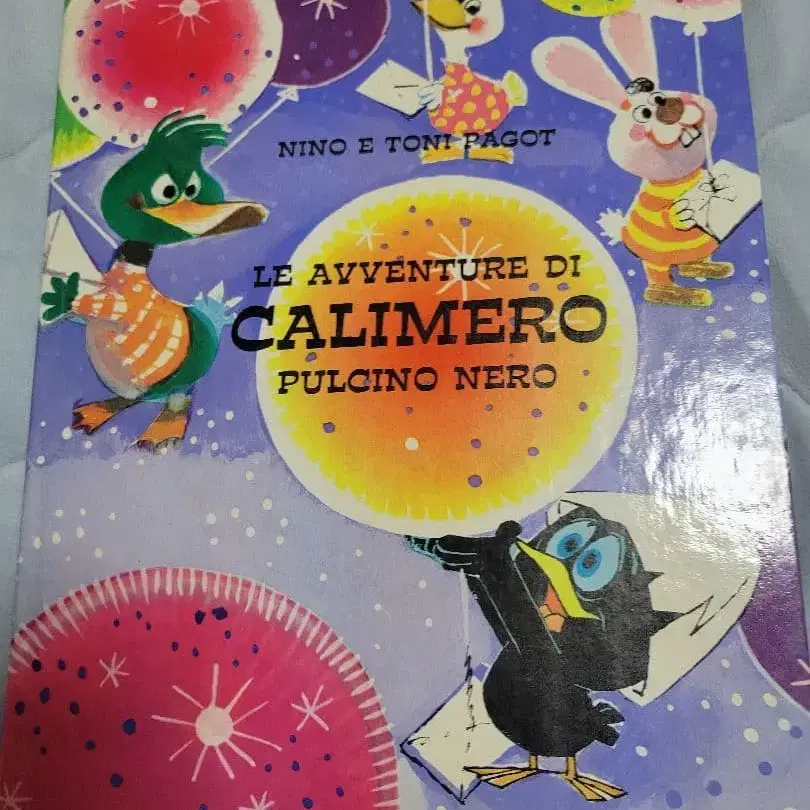 NINO E TONI PAGOT
LE AVVENTURE DI
CALIMERO
PULCINO NERO